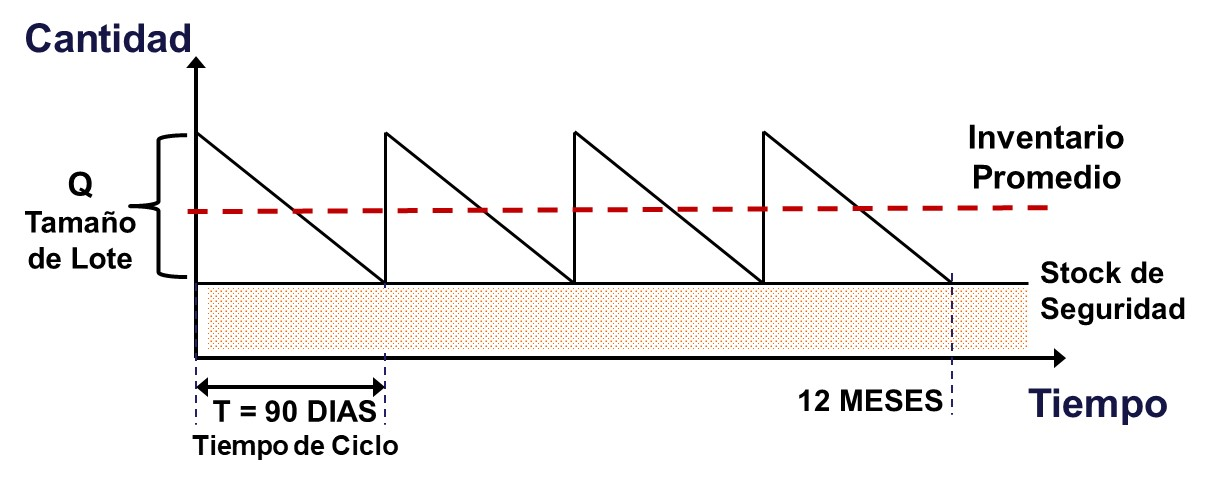 Cantidad
Q
Tamaño
de Lote
Inventario
Promedio
Stock de
Seguridad
T = 90 DIAS
Tiempo de Ciclo
12 MESES
Tiempo